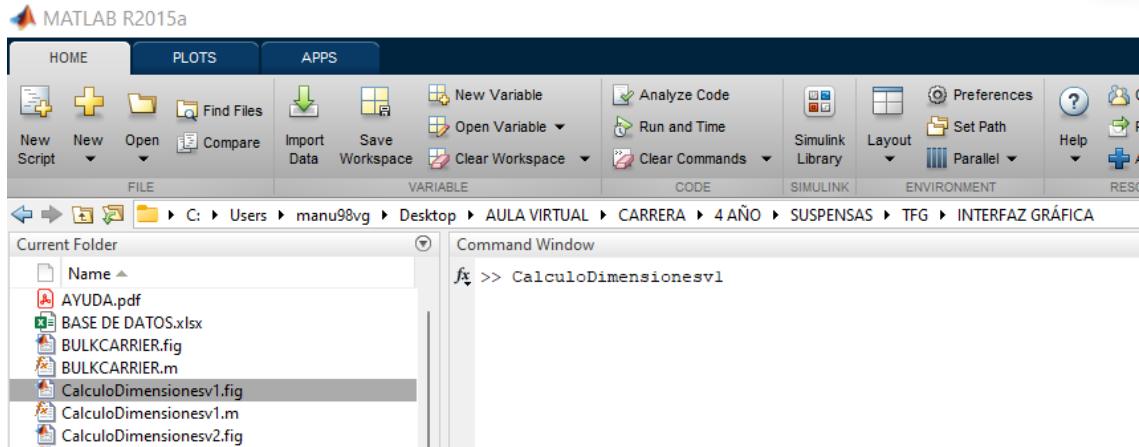 MATLAB R2015a
HOME PLOTS APPS
New Script
New
Open
Find Files
Compare
Import Data
Save Workspace
New Variable
Open Variable
Clear Workspace
Analyze Code
Run and Time
Clear Commands
Simulink Library
Layout
Preferences
Set Path
Parallel
Help
FILE VARIABLE CODE SIMULINK ENVIRONMENT
C: Users manu98vg Desktop AULA VIRTUAL CARRERA 4 AÑO SUSPENSAS TFG INTERFAZ GRÁFICA
Current Folder
Name
AYUDA.pdf
BASE DE DATOS.xlsx
BULKCARRIER.fig
BULKCARRIER.m
CalculoDimensionesv1.fig
CalculoDimensionesv1.m
CalculoDimensionesv2.fig
Command Window
fx >> CalculoDimensionesv1